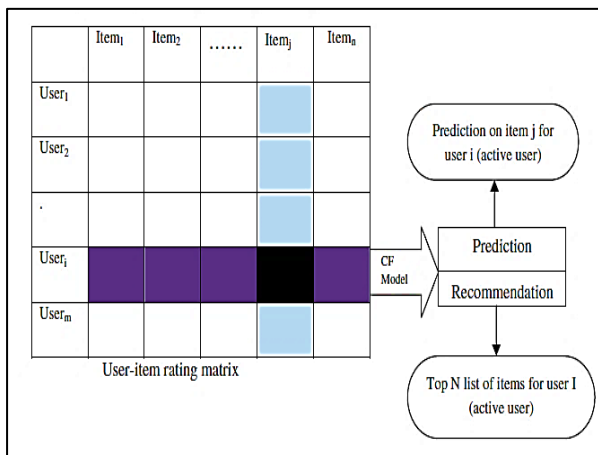 Item₁ Item₂ ...... Itemⱼ Itemₙ
User₁
User₂
.
Userᵢ
Userₘ
User-item rating matrix
CF
Model
Prediction
Recommendation
Prediction on item j for
user i (active user)
Top N list of items for user I
(active user)